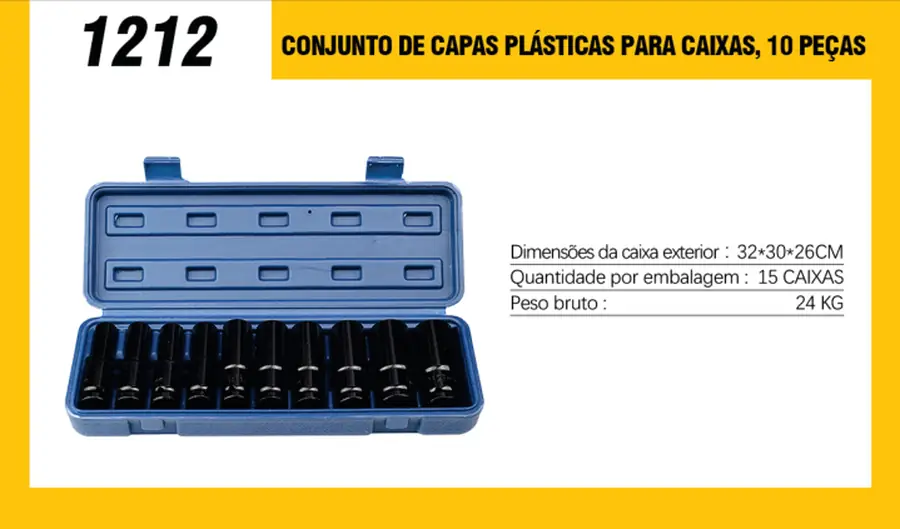 1212
CONJUNTO DE CAPAS PLÁSTICAS PARA CAIXAS, 10 PEÇAS
Dimensões da caixa exterior : 32*30*26CM
Quantidade por embalagem : 15 CAIXAS
Peso bruto : 24 KG